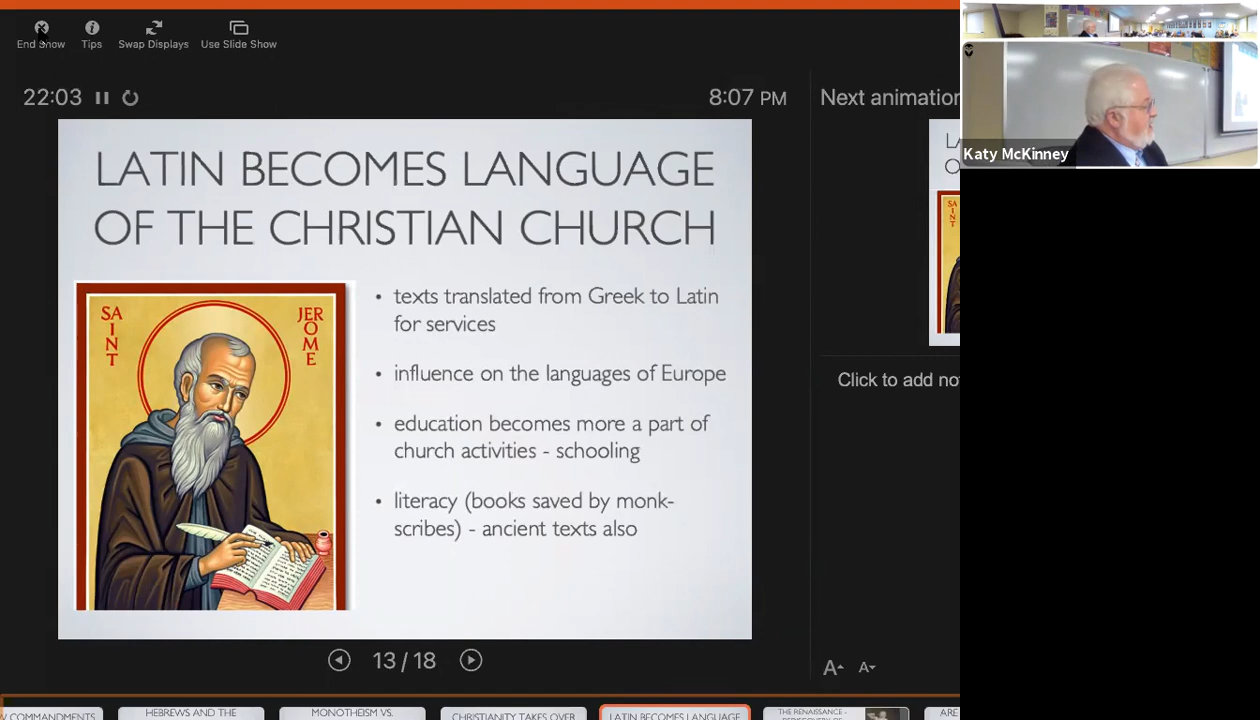 End Show
Tips
Swap Displays
Use Slide Show
22:03
8:07 PM
Next animation
LATIN BECOMES LANGUAGE
OF THE CHRISTIAN CHURCH
SAINT
JEROME
• texts translated from Greek to Latin
for services
• influence on the languages of Europe
• education becomes more a part of
church activities - schooling
• literacy (books saved by monk-
scribes) - ancient texts also
13 / 18
Katy McKinney
Click to add no
A A
COMMANDMENTS
HEBREWS AND THE
MONOTHEISM VS.
CHRISTIANITY TAKES OVER
LATIN BECOMES LANGUAGE
THE RENAISSANCE -
REDISCOVERY OF
ARE